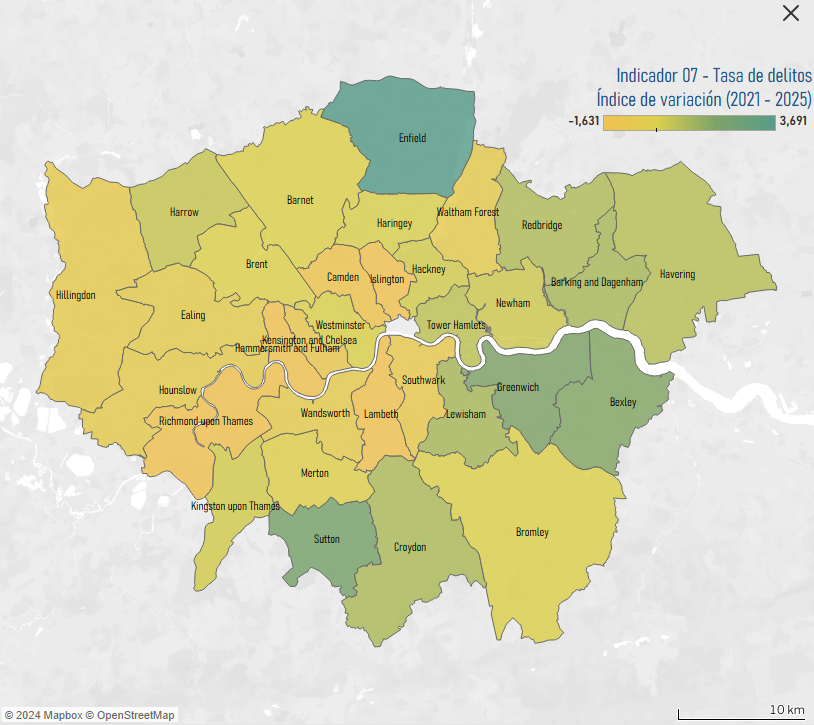 Indicador 07 - Tasa de delitos
Índice de variación (2021 - 2025)
-1,631
3,691
Enfield
Barnet
Harrow
Haringey
Waltham Forest
Redbridge
Brent
Camden
Islington
Hackney
Barking and Dagenham
Havering
Hillingdon
Ealing
Newham
Westminster
Tower Hamlets
Kensington and Chelsea
Hammersmith and Fulham
Hounslow
Southwark
Greenwich
Bexley
Richmond upon Thames
Wandsworth
Lambeth
Lewisham
Merton
Kingston upon Thames
Sutton
Croydon
Bromley
© 2024 Mapbox © OpenStreetMap
10 km